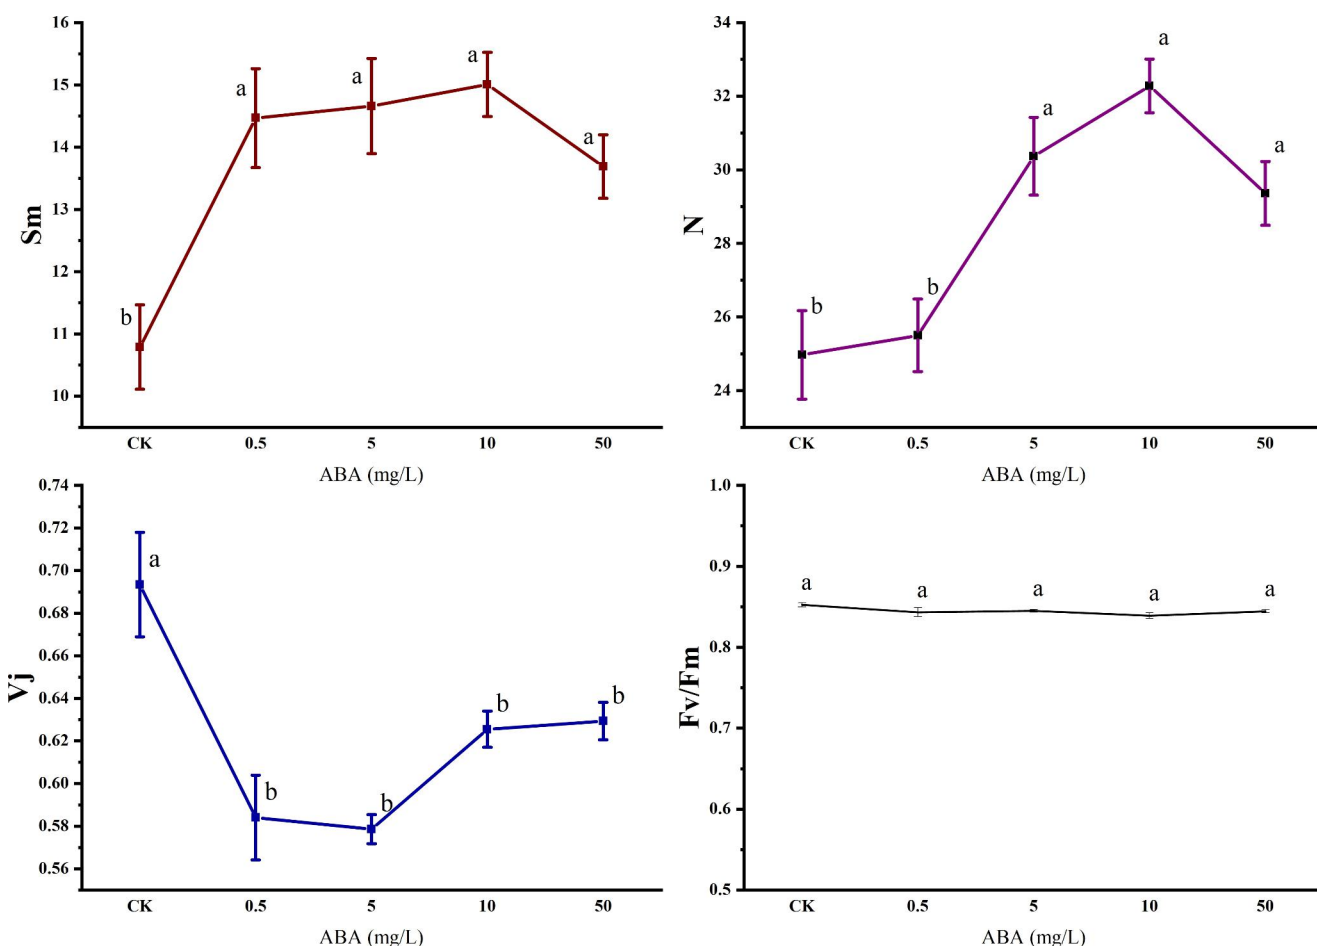 16
15
14
13
12
11
10
Sm
b
a
a
a
a
CK 0.5 5 10 50
ABA (mg/L)
34
32
30
28
26
24
N
b
b
a
a
a
CK 0.5 5 10 50
ABA (mg/L)
0.74
0.72
0.70
0.68
0.66
0.64
0.62
0.60
0.58
0.56
Vj
a
b
b
b
b
CK 0.5 5 10 50
ABA (mg/L)
1.0
0.9
0.8
0.7
0.6
0.5
Fv/Fm
a
a
a
a
a
CK 0.5 5 10 50
ABA (mg/L)